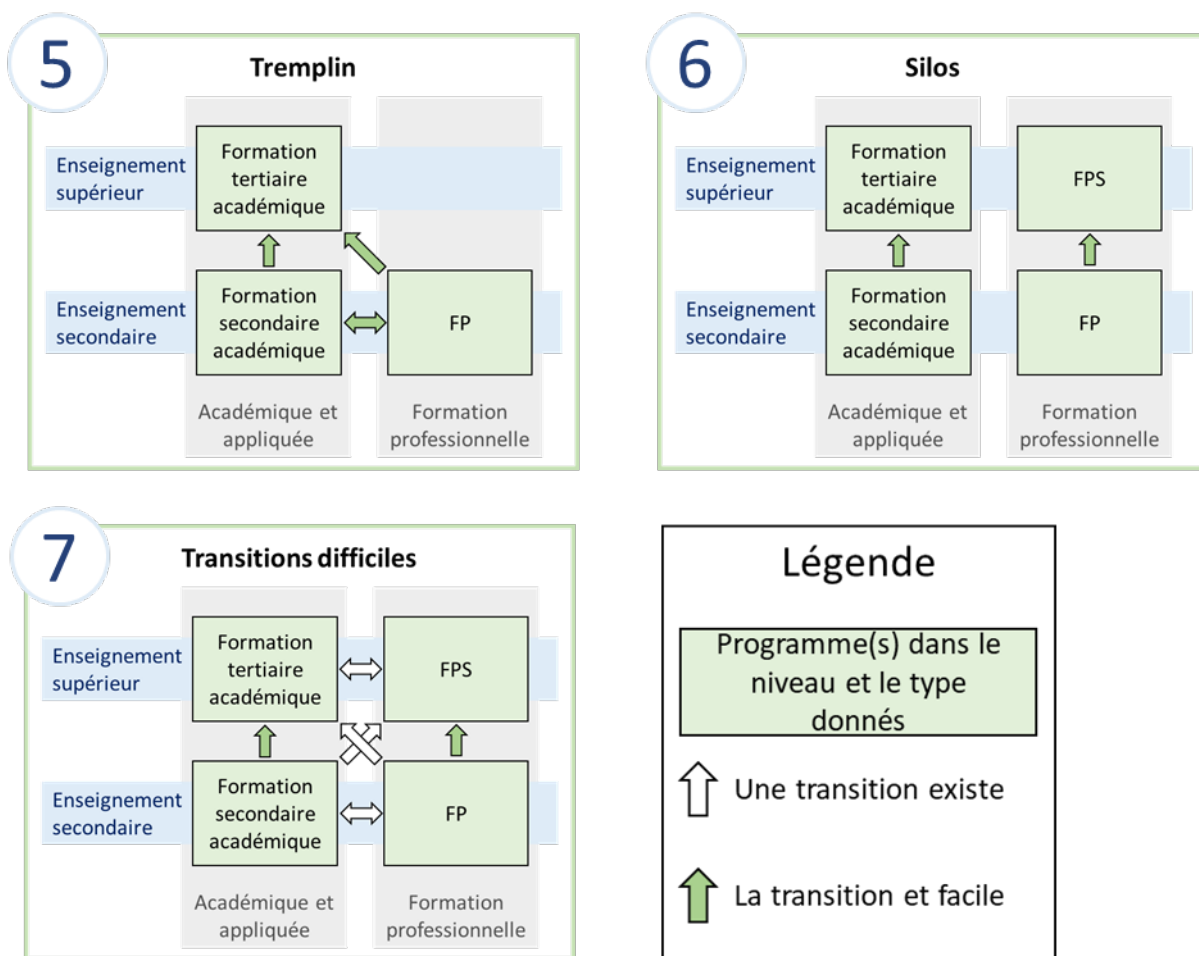 5
Tremplin
Enseignement
supérieur
Formation
tertiaire
académique
Enseignement
secondaire
Formation
secondaire
académique
FP
Académique et
appliquée
Formation
professionnelle
6
Silos
Enseignement
supérieur
Formation
tertiaire
académique
FPS
Enseignement
secondaire
Formation
secondaire
académique
FP
Académique et
appliquée
Formation
professionnelle
7
Transitions difficiles
Enseignement
supérieur
Formation
tertiaire
académique
FPS
Enseignement
secondaire
Formation
secondaire
académique
FP
Académique et
appliquée
Formation
professionnelle
Légende
Programme(s) dans le
niveau et le type
donnés
Une transition existe
La transition et facile